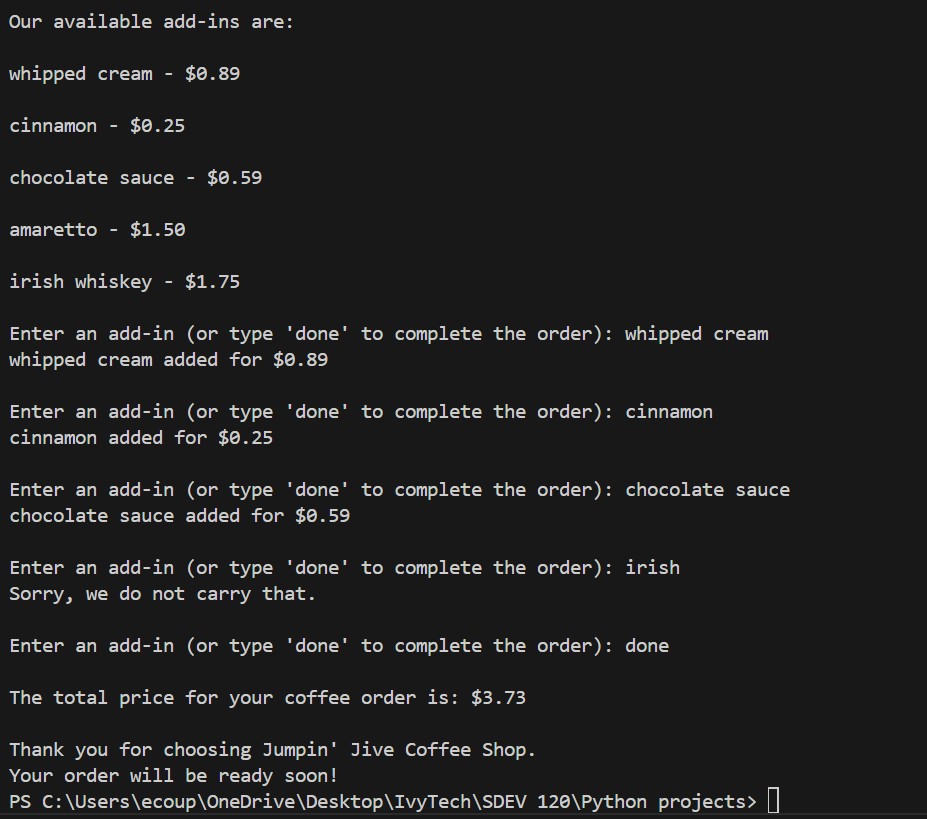 Our available add-ins are:
whipped cream - $0.89
cinnamon - $0.25
chocolate sauce - $0.59
amaretto - $1.50
irish whiskey - $1.75
Enter an add-in (or type 'done' to complete the order): whipped cream
whipped cream added for $0.89
Enter an add-in (or type 'done' to complete the order): cinnamon
cinnamon added for $0.25
Enter an add-in (or type 'done' to complete the order): chocolate sauce
chocolate sauce added for $0.59
Enter an add-in (or type 'done' to complete the order): irish
Sorry, we do not carry that.
Enter an add-in (or type 'done' to complete the order): done
The total price for your coffee order is: $3.73
Thank you for choosing Jumpin' Jive Coffee Shop.
Your order will be ready soon!
PS C:\Users\ecoup\OneDrive\Desktop\IvyTech\SDEV 120\Python projects>